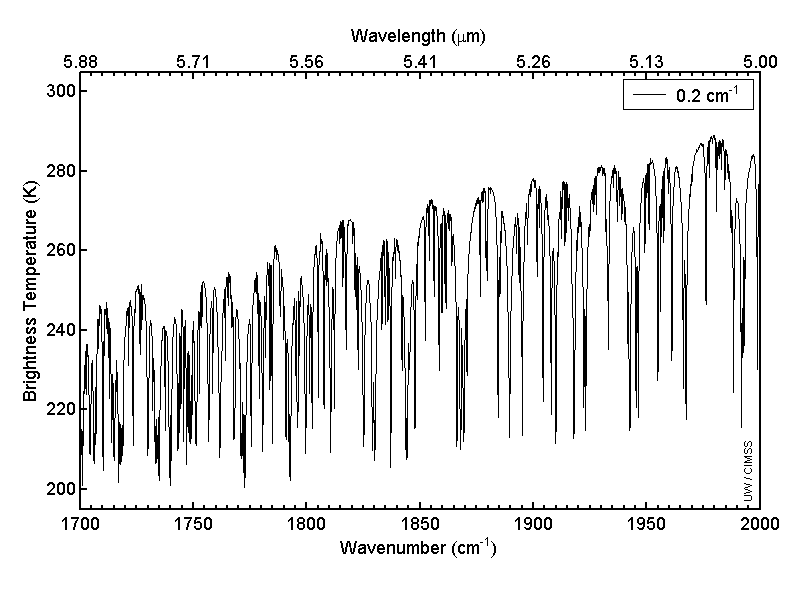 Wavelength (μm)
5.88 5.71 5.56 5.41 5.26 5.13 5.00
0.2 cm-1
300
280
260
240
220
200
Brightness Temperature (K)
UW / CIMSS
1700 1750 1800 1850 1900 1950 2000
Wavenumber (cm-1)